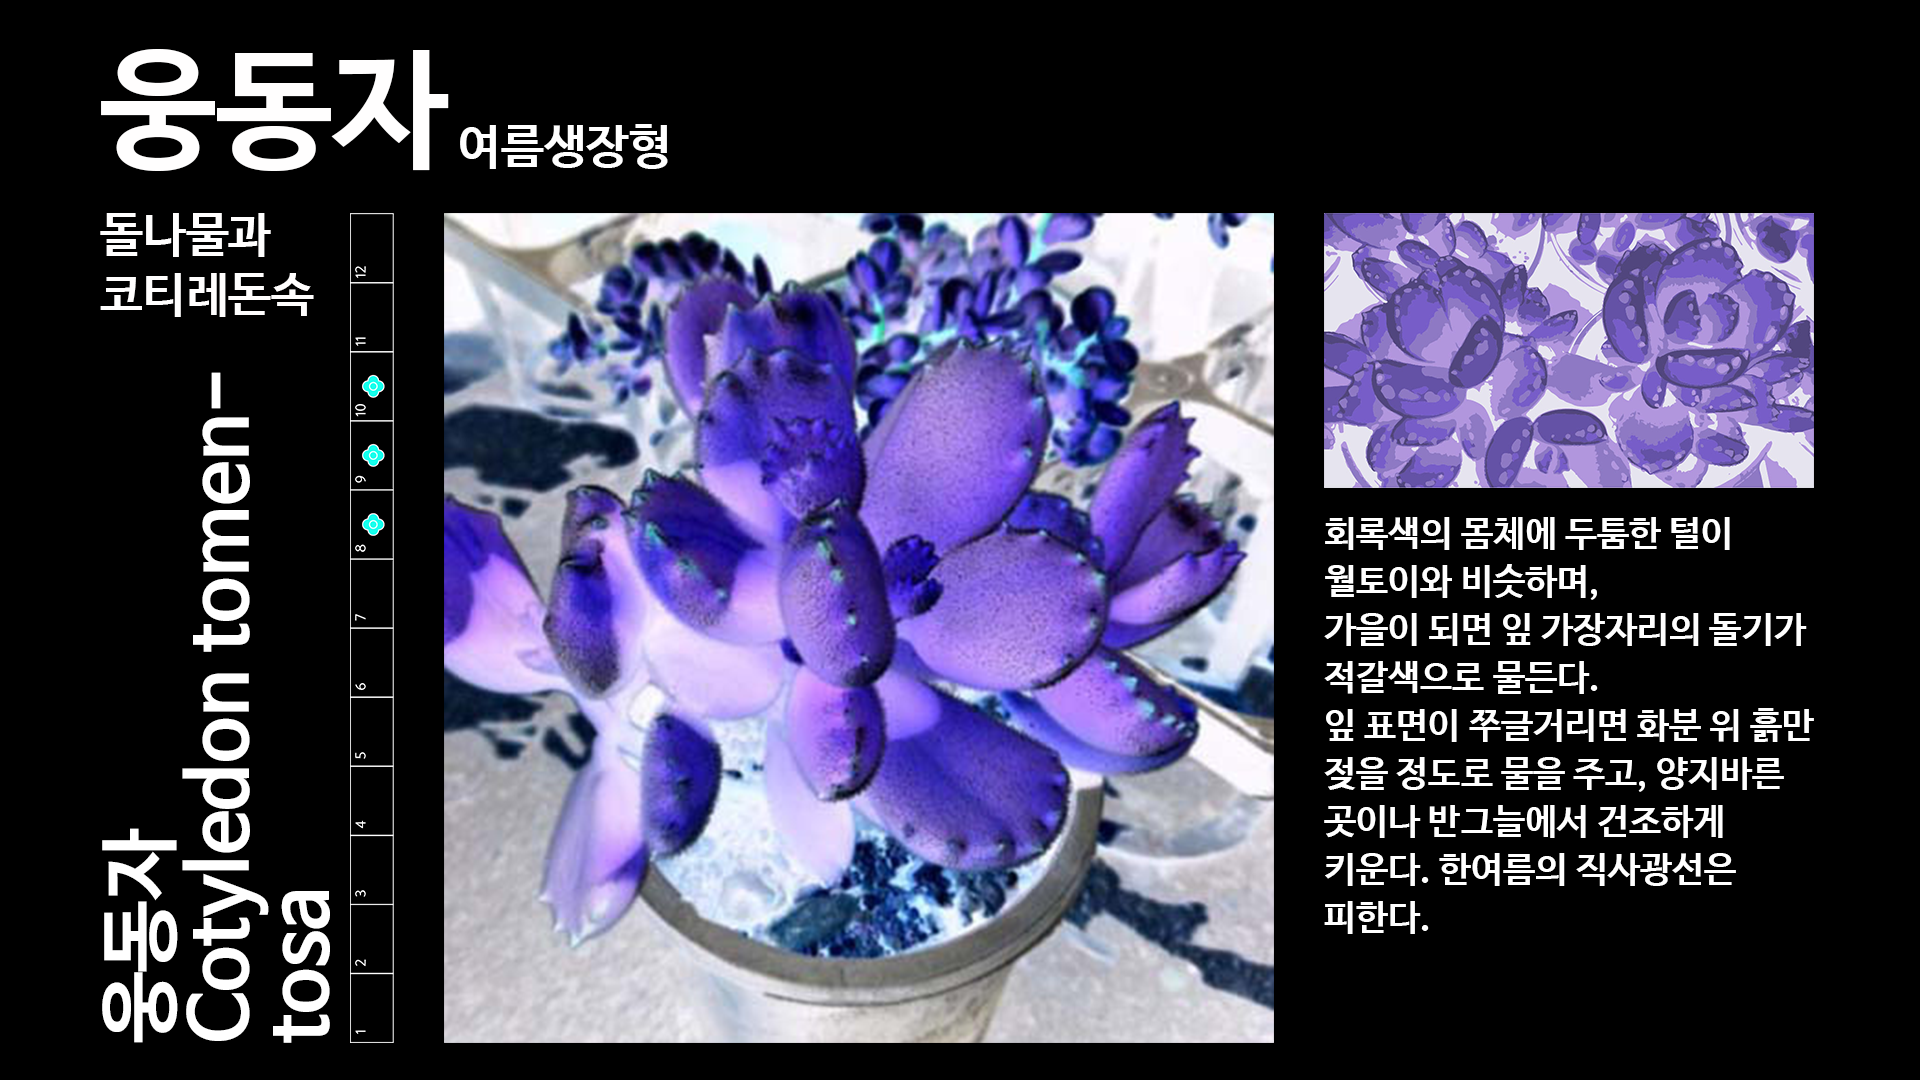 웅동자 여름생장형
돌나물과
코티레돈속
웅동자
Cotyledon tomen–
tosa
12
11
10
9
8
7
6
5
4
3
2
1
회록색의 몸체에 두툼한 털이
월토이와 비슷하며,
가을이 되면 잎 가장자리의 돌기가
적갈색으로 물든다.
잎 표면이 쭈글거리면 화분 위 흙만
젖을 정도로 물을 주고, 양지바른
곳이나 반그늘에서 건조하게
키운다. 한여름의 직사광선은
피한다.